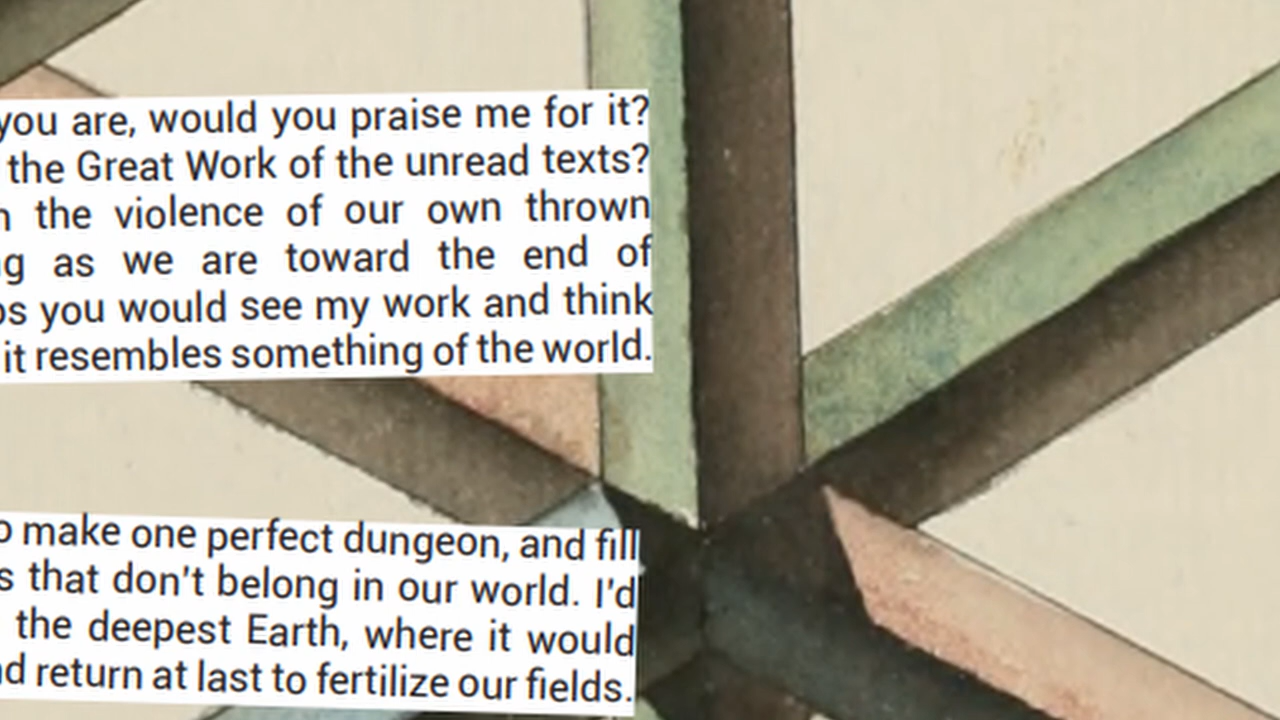 you are, would you praise me for it?
the Great Work of the unread texts?
the violence of our own thrown
as we are toward the end of
you would see my work and think
it resembles something of the world.
make one perfect dungeon, and fill
that don't belong in our world. I'd
the deepest Earth, where it would
return at last to fertilize our fields.